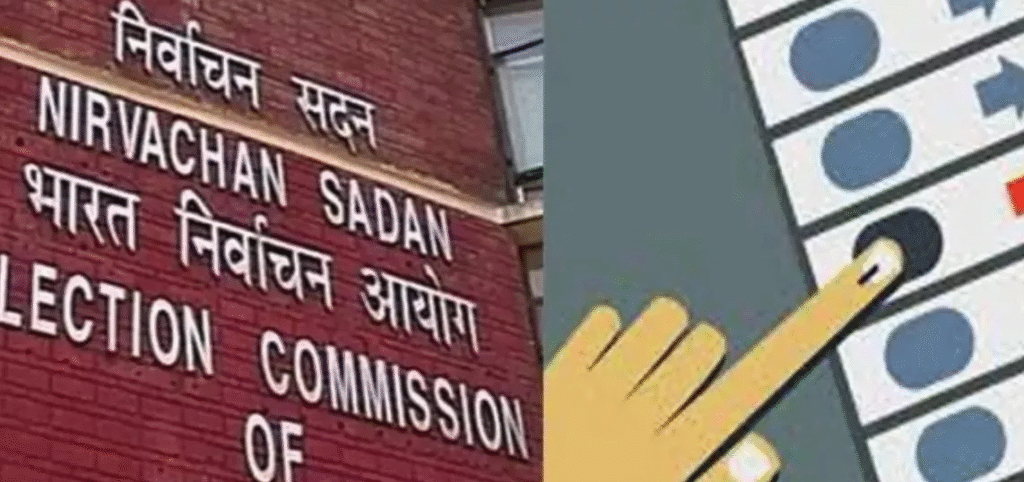 निर्वाचन सदन
NIRVACHAN SADAN
भारत निर्वाचन आयोग
LECTION COMMISSION
OF